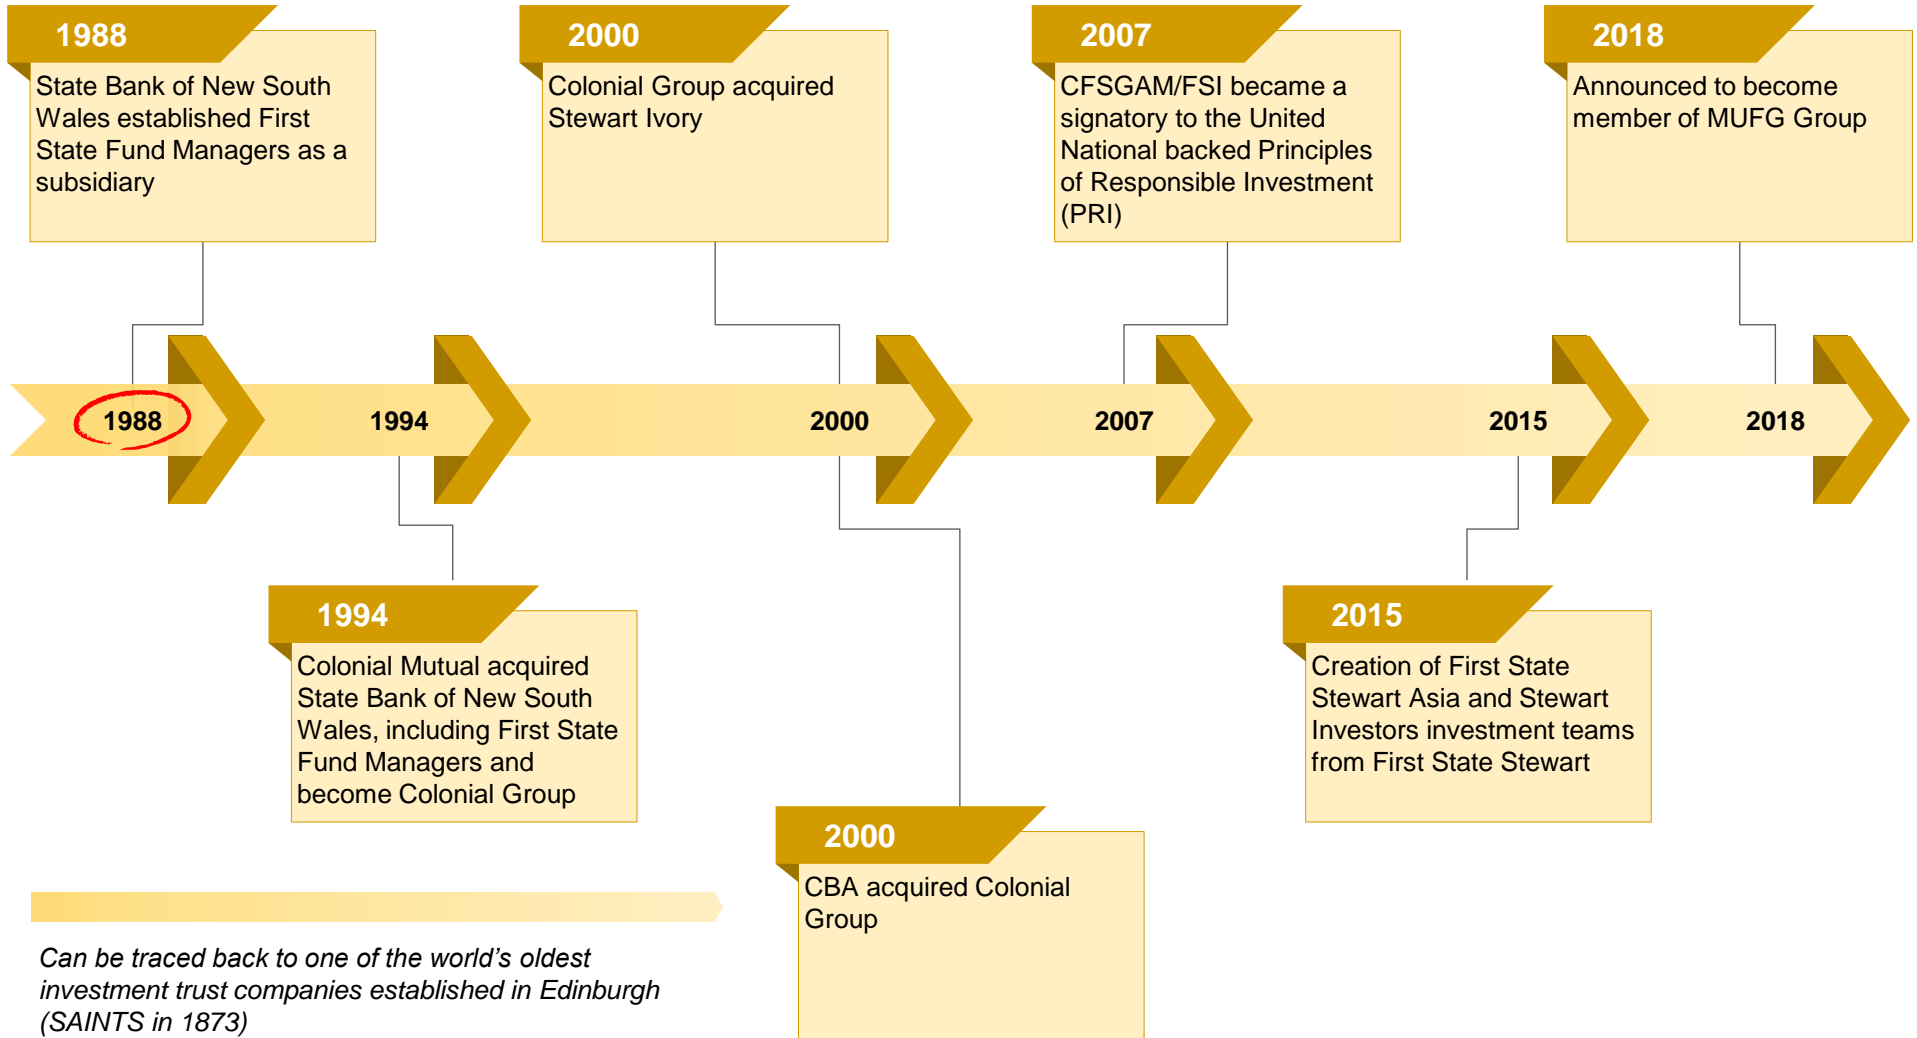 1988
State Bank of New South
Wales established First
State Fund Managers as a
subsidiary
2000
Colonial Group acquired
Stewart Ivory
2007
CFSGAM/FSI became a
signatory to the United
National backed Principles
of Responsible Investment
(PRI)
2018
Announced to become
member of MUFG Group
1988
1994
2000
2007
2015
2018
1994
Colonial Mutual acquired
State Bank of New South
Wales, including First State
Fund Managers and
become Colonial Group
2015
Creation of First State
Stewart Asia and Stewart
Investors investment teams
from First State Stewart
2000
CBA acquired Colonial
Group
Can be traced back to one of the world’s oldest
investment trust companies established in Edinburgh
(SAINTS in 1873)